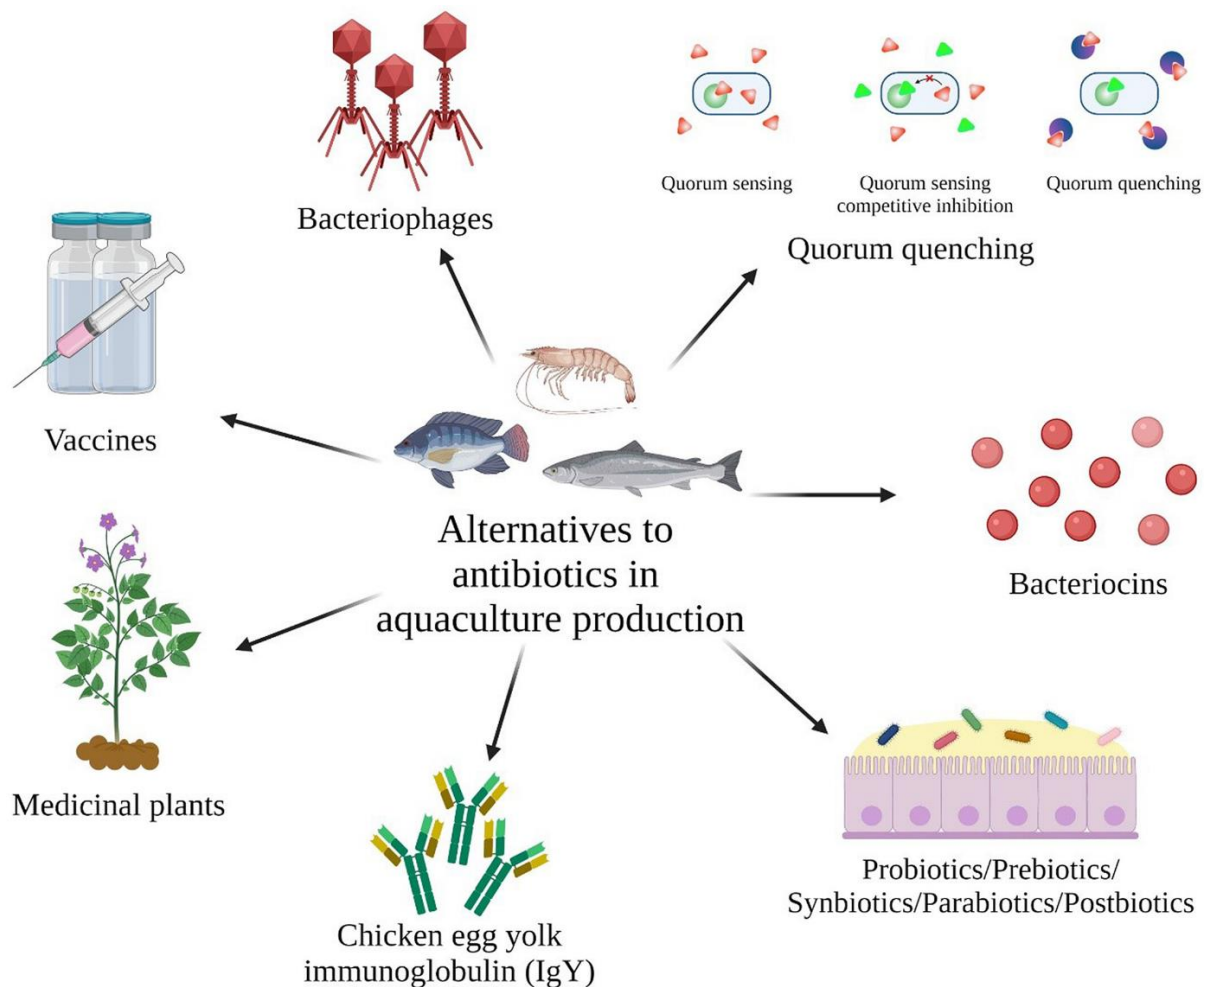 Bacteriophages
Quorum sensing
Quorum sensing
competitive inhibition
Quorum quenching
Quorum quenching
Vaccines
Alternatives to
antibiotics in
aquaculture production
Bacteriocins
Medicinal plants
Chicken egg yolk
immunoglobulin (IgY)
Probiotics/Prebiotics/
Synbiotics/Parabiotics/Postbiotics